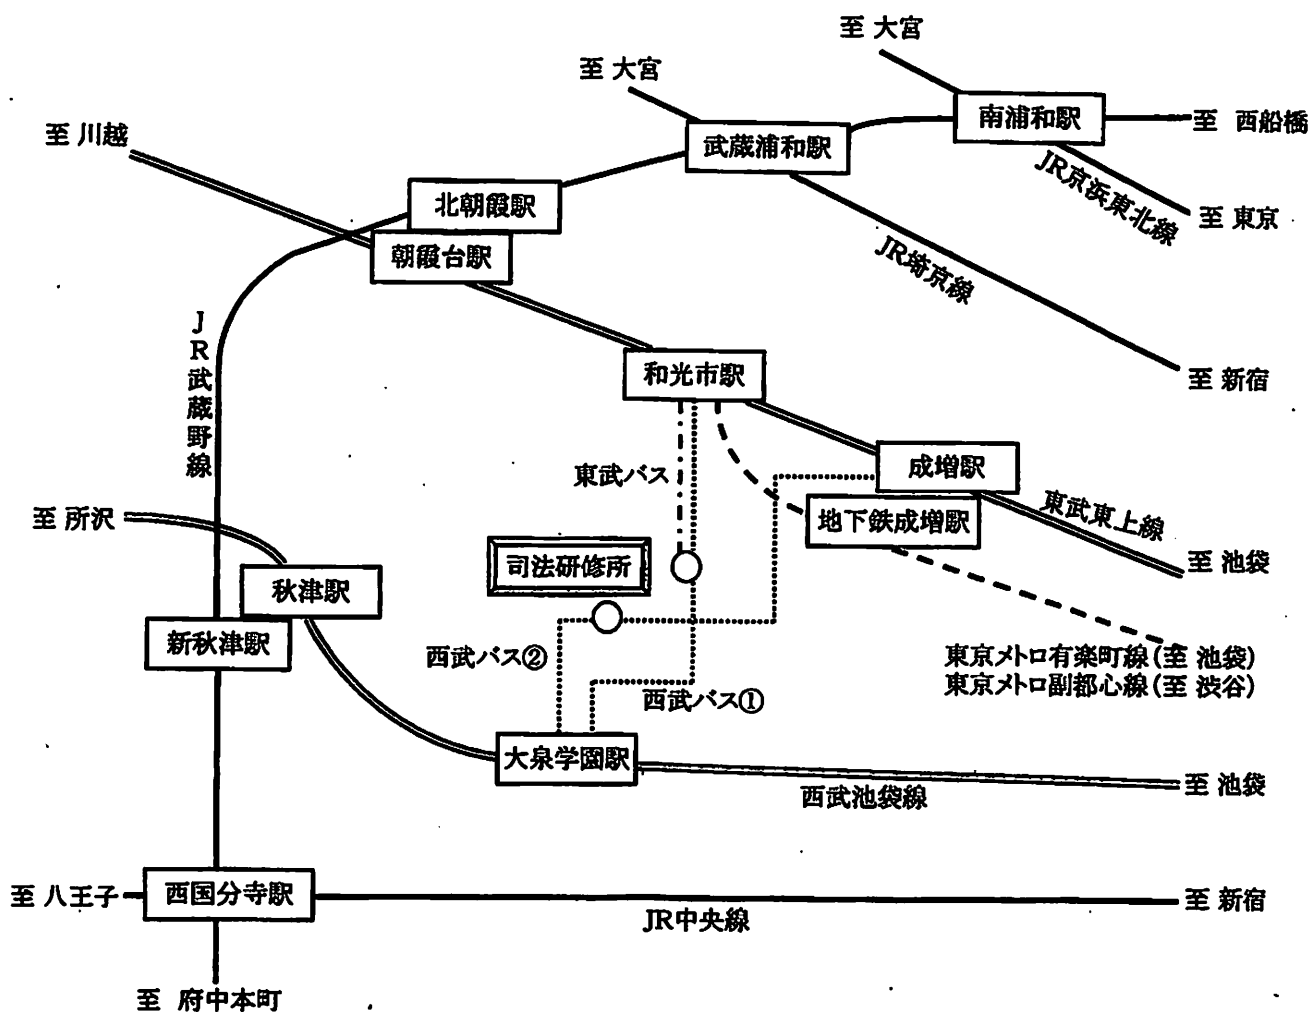 至 大宮
至 大宮
南浦和駅
至 西船橋
至 川越
武蔵浦和駅
JR京浜東北線
至 東京
北朝霞駅
朝霞台駅
JR埼京線
JR武蔵野線
和光市駅
至 新宿
東武バス
成増駅
東武東上線
地下鉄成増駅
至 所沢
至 池袋
司法研修所
秋津駅
新秋津駅
西武バス②
東京メトロ有楽町線(至 池袋)
東京メトロ副都心線(至 渋谷)
西武バス①
大泉学園駅
西武池袋線
至 池袋
至 八王子
西国分寺駅
JR中央線
至 新宿
至 府中本町